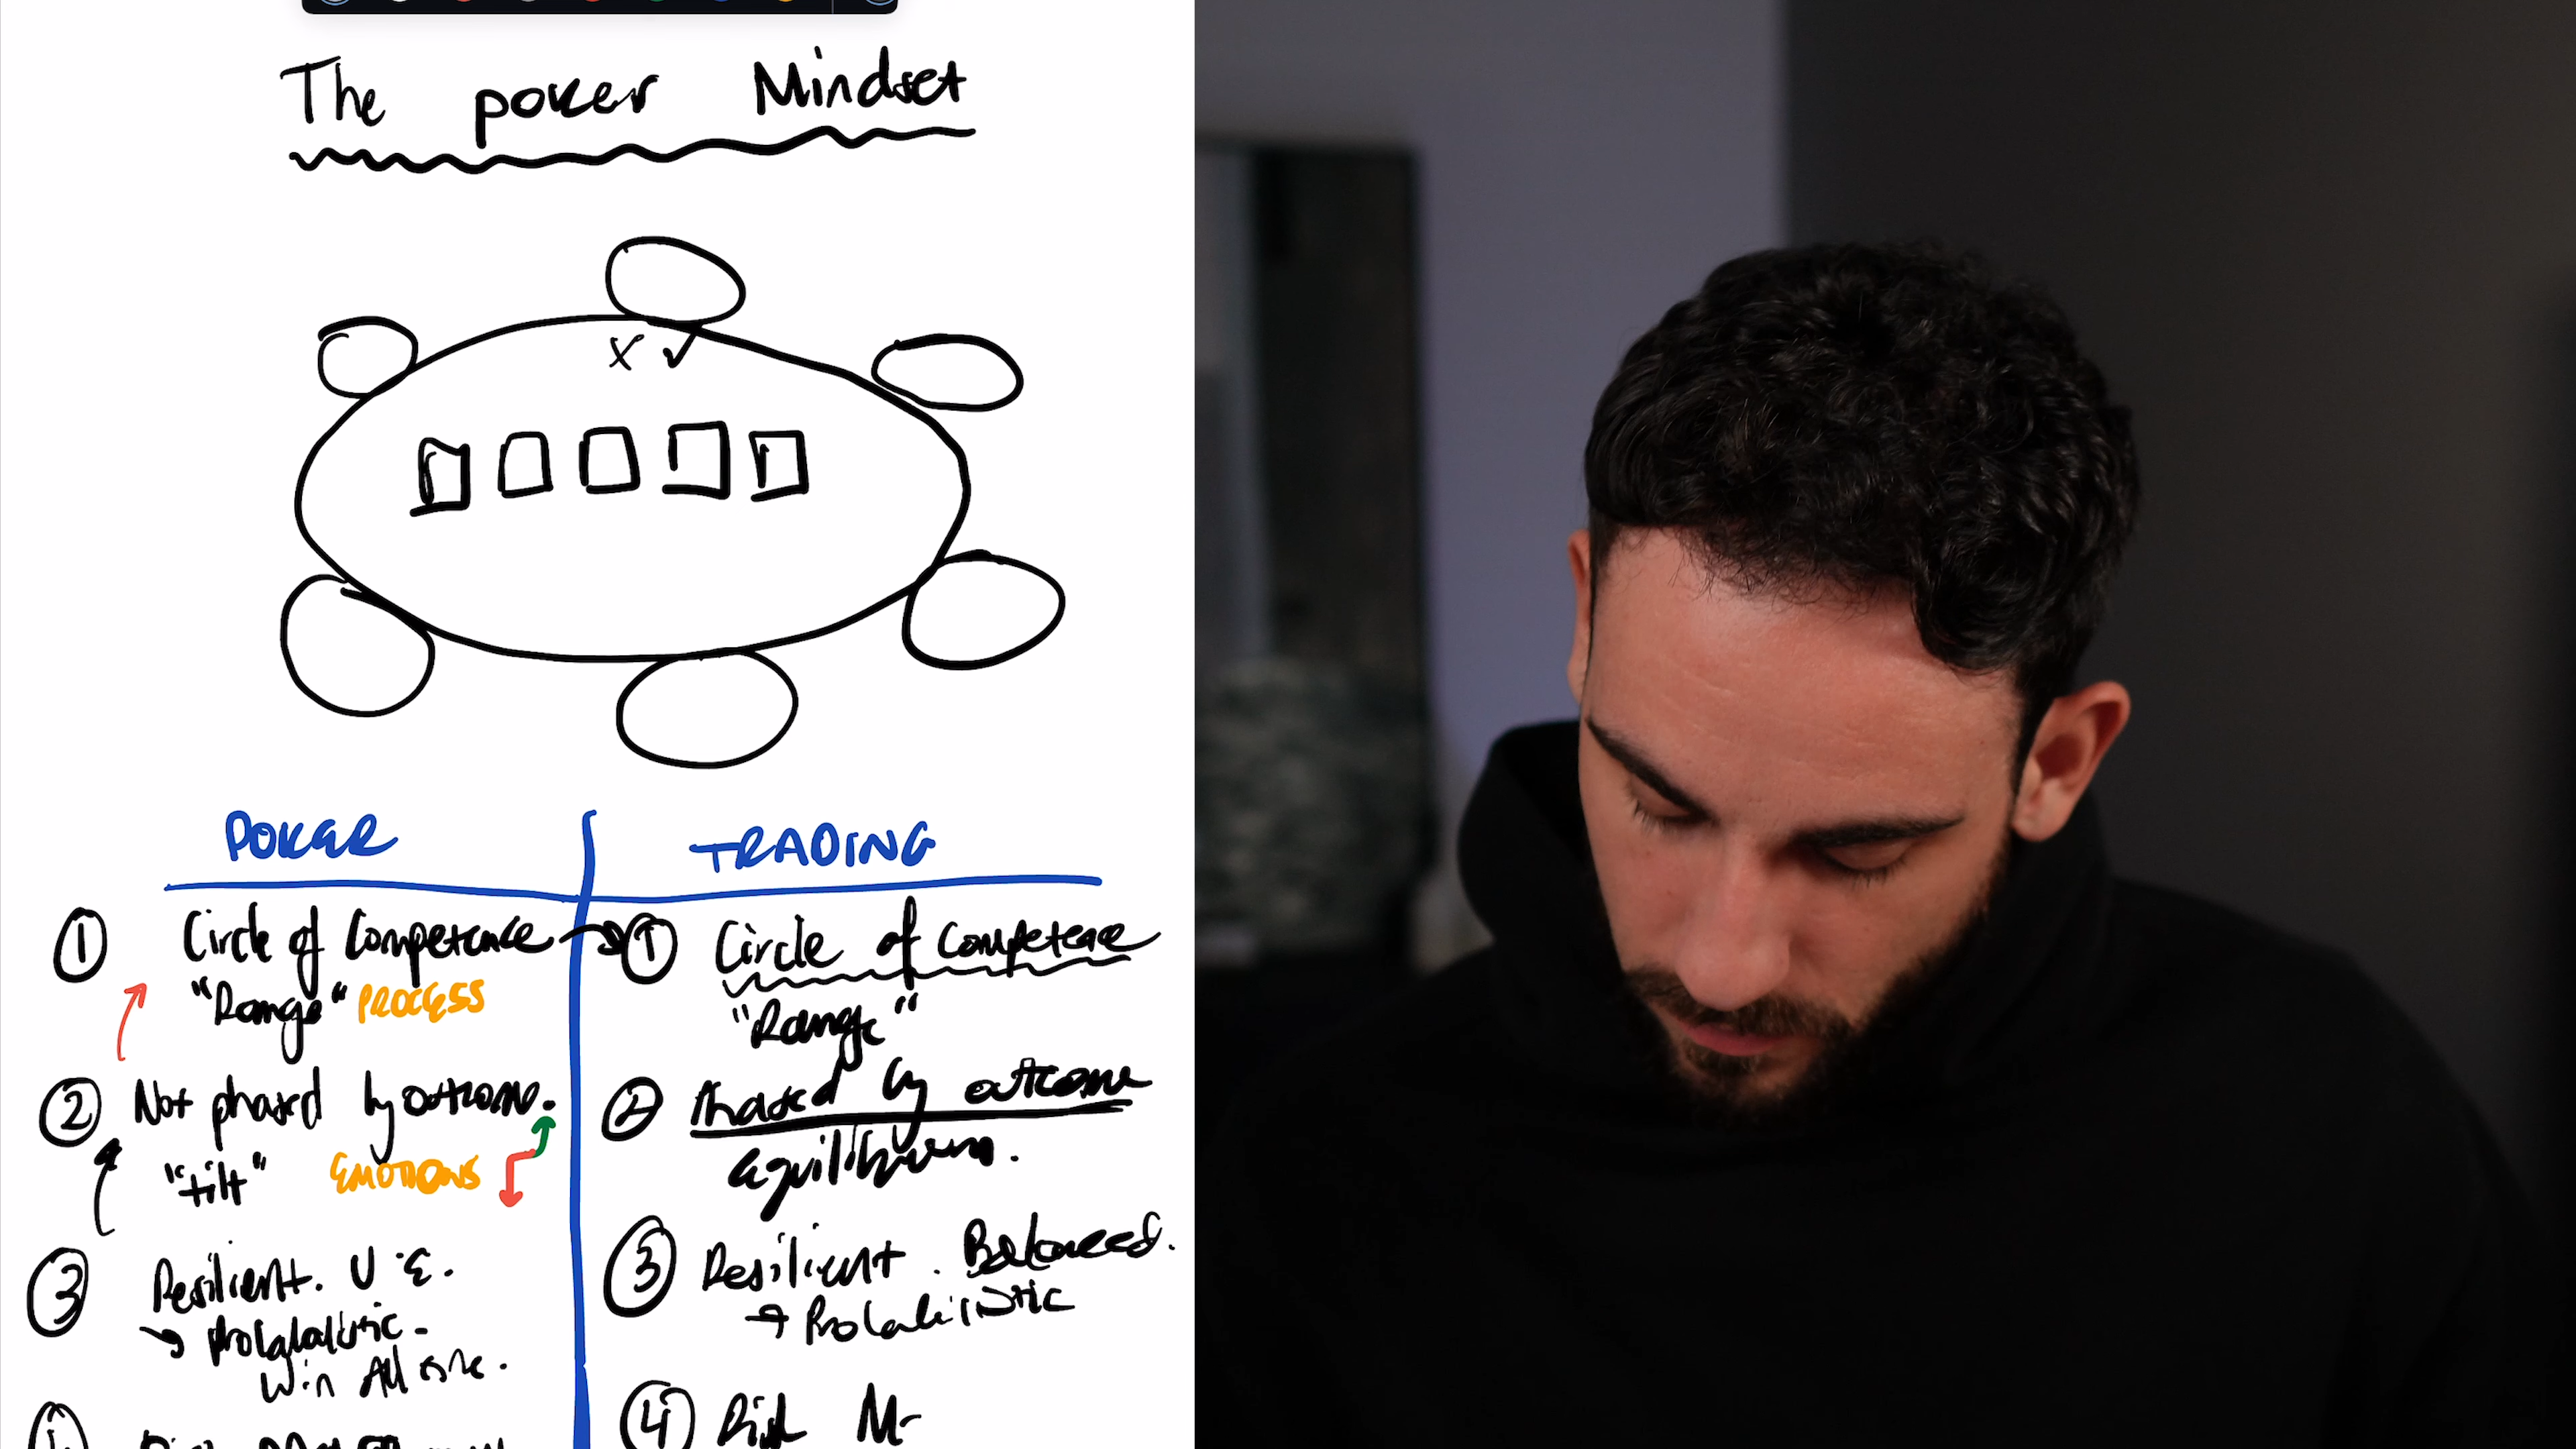 The poker Mindset
X ✓
POKER
TRADING
① Circle of Competence
"Range" PROCESS
② Not phased by outcome.
"tilt" EMOTIONS
③ Resilient.
→ 
Win All
① Circle of Competence
"Range"
② Phased by outcome
equilibrium.
③ Resilient. Balanced.
→ Probabilistic
④ Risk M